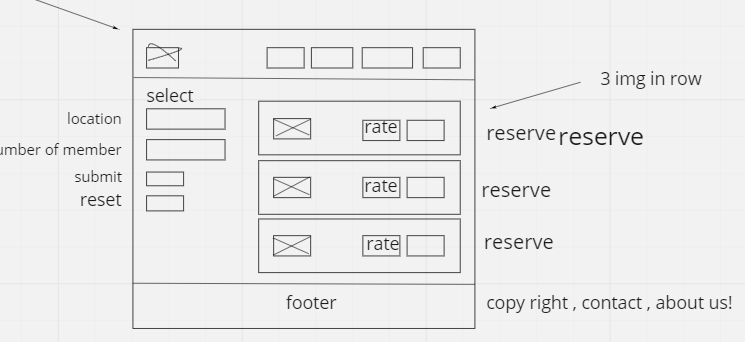 3 img in row
select
location
umber of member
submit
reset
rate
reserve reserve
rate
reserve
rate
reserve
footer
copy right , contact , about us!